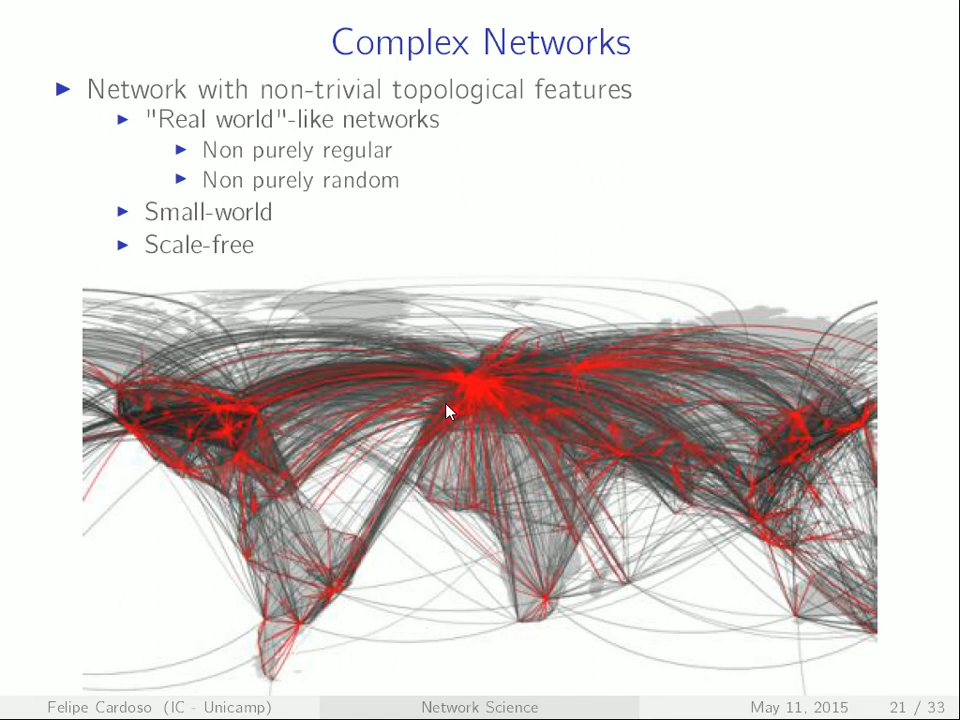 Complex Networks
Network with non-trivial topological features
"Real world"-like networks
Non purely regular
Non purely random
Small-world
Scale-free
Felipe Cardoso (IC - Unicamp) Network Science May 11, 2015 21 / 33